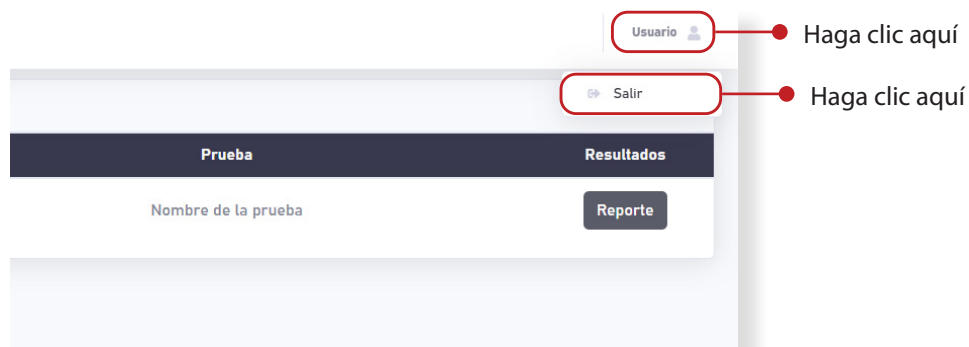 Usuario
Haga clic aquí
Salir
Haga clic aquí
Prueba Resultados
Nombre de la prueba Reporte